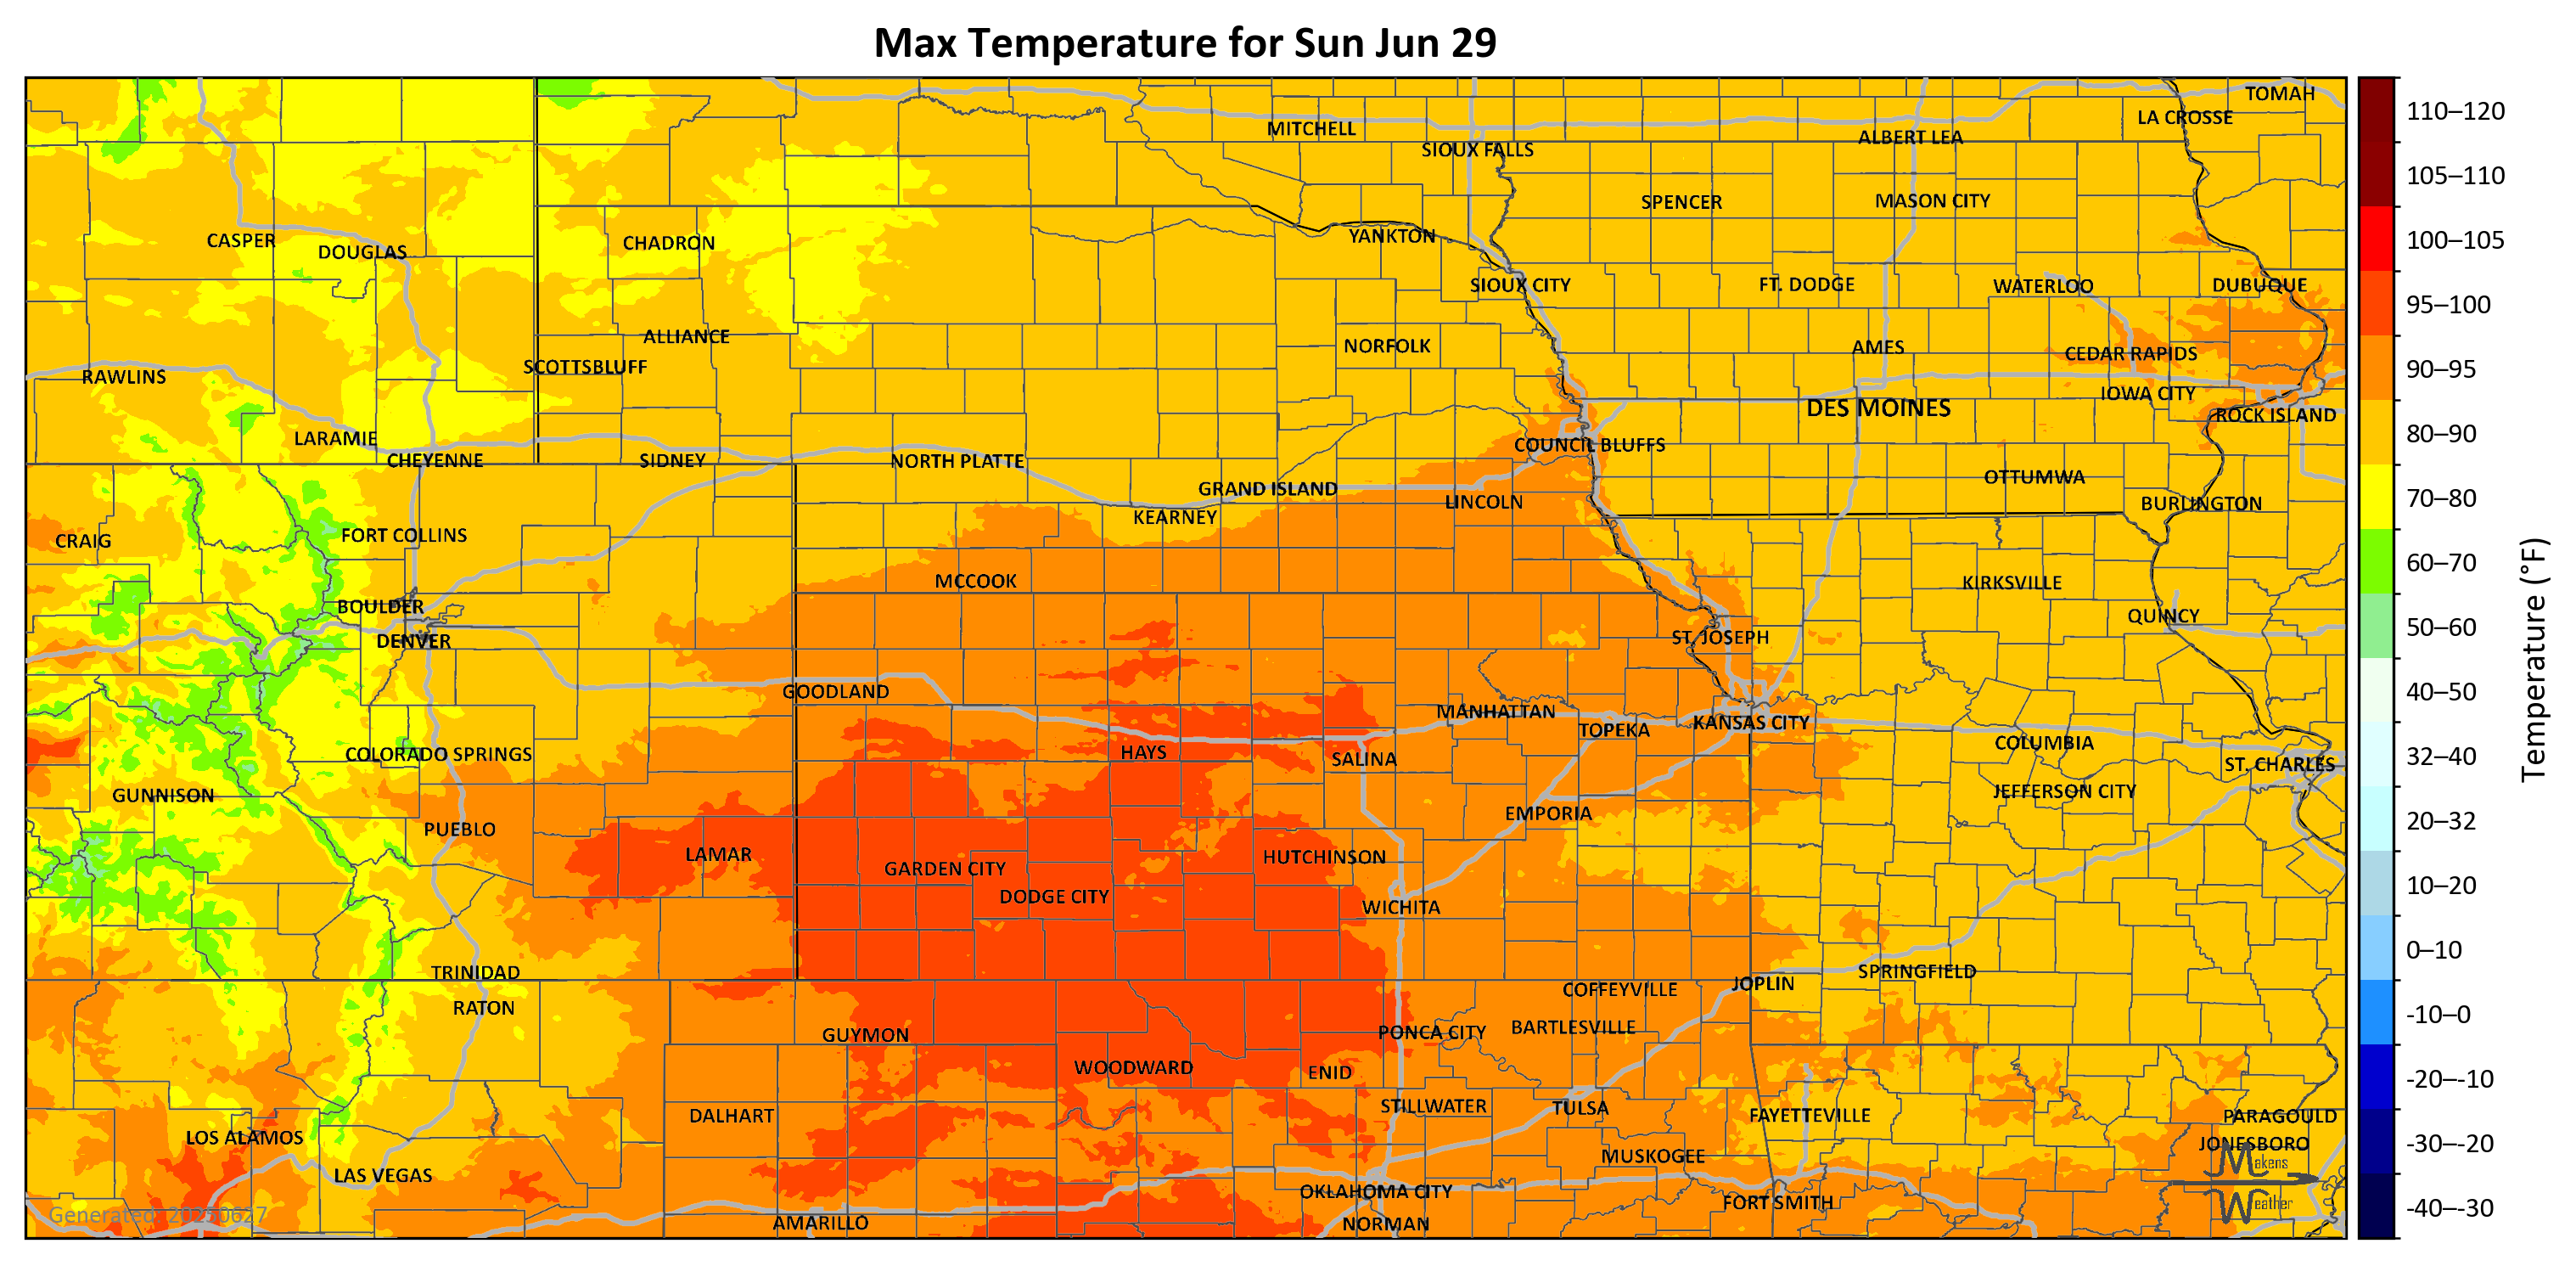 Max Temperature for Sun Jun 29
TOMAH
LA CROSSE
MITCHELL
ALBERT LEA
SIOUX FALLS
SPENCER
MASON CITY
YANKTON
CASPER
CHADRON
DOUGLAS
SIOUX CITY
FT. DODGE
WATERLOO
DUBUQUE
ALLIANCE
NORFOLK
AMES
CEDAR RAPIDS
SCOTTSBLUFF
RAWLINS
IOWA CITY
DES MOINES
ROCK ISLAND
LARAMIE
COUNCIL BLUFFS
CHEYENNE
SIDNEY
NORTH PLATTE
OTTUMWA
GRAND ISLAND
LINCOLN
BURLINGTON
KEARNEY
FORT COLLINS
CRAIG
MCCOOK
KIRKSVILLE
BOULDER
QUINCY
DENVER
ST. JOSEPH
GOODLAND
MANHATTAN
TOPEKA
KANSAS CITY
COLUMBIA
COLORADO SPRINGS
HAYS
SALINA
ST. CHARLES
GUNNISON
JEFFERSON CITY
EMPORIA
PUEBLO
LAMAR
HUTCHINSON
GARDEN CITY
DODGE CITY
WICHITA
TRINIDAD
SPRINGFIELD
JOPLIN
COFFEYVILLE
RATON
GUYMON
PONCA CITY
BARTLESVILLE
WOODWARD
ENID
STILLWATER
TULSA
DALHART
FAYETTEVILLE
PARAGOULD
LOS ALAMOS
JONESBORO
MUSKOGEE
LAS VEGAS
OKLAHOMA CITY
FORT SMITH
AMARILLO
NORMAN
Generated: 20250627
Makens
Weather
110–120
105–110
100–105
95–100
90–95
80–90
70–80
60–70
50–60
40–50
32–40
20–32
10–20
0–10
-10–0
-20–-10
-30–-20
-40–-30
Temperature (°F)